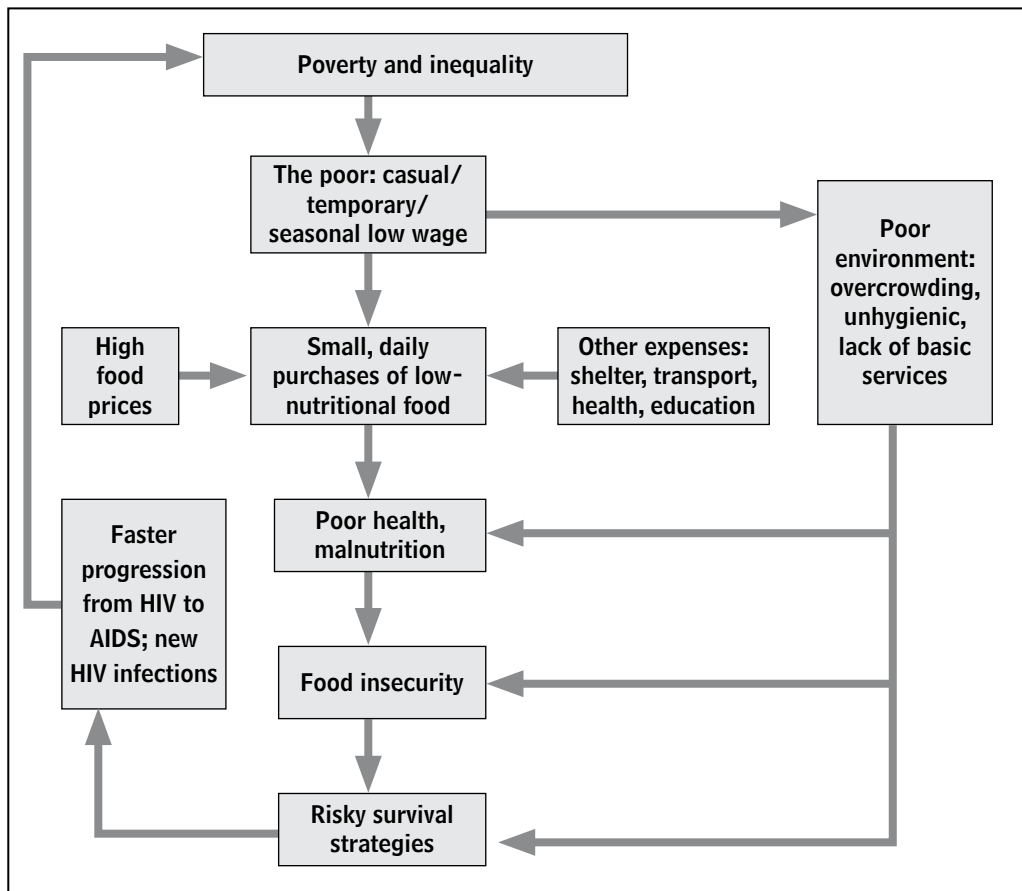 Poverty and inequality
The poor: casual/
temporary/
seasonal low wage
Poor
environment:
overcrowding,
unhygienic,
lack of basic
services
High
food
prices
Small, daily
purchases of low-
nutritional food
Other expenses:
shelter, transport,
health, education
Poor health,
malnutrition
Faster
progression
from HIV to
AIDS; new
HIV infections
Food insecurity
Risky survival
strategies